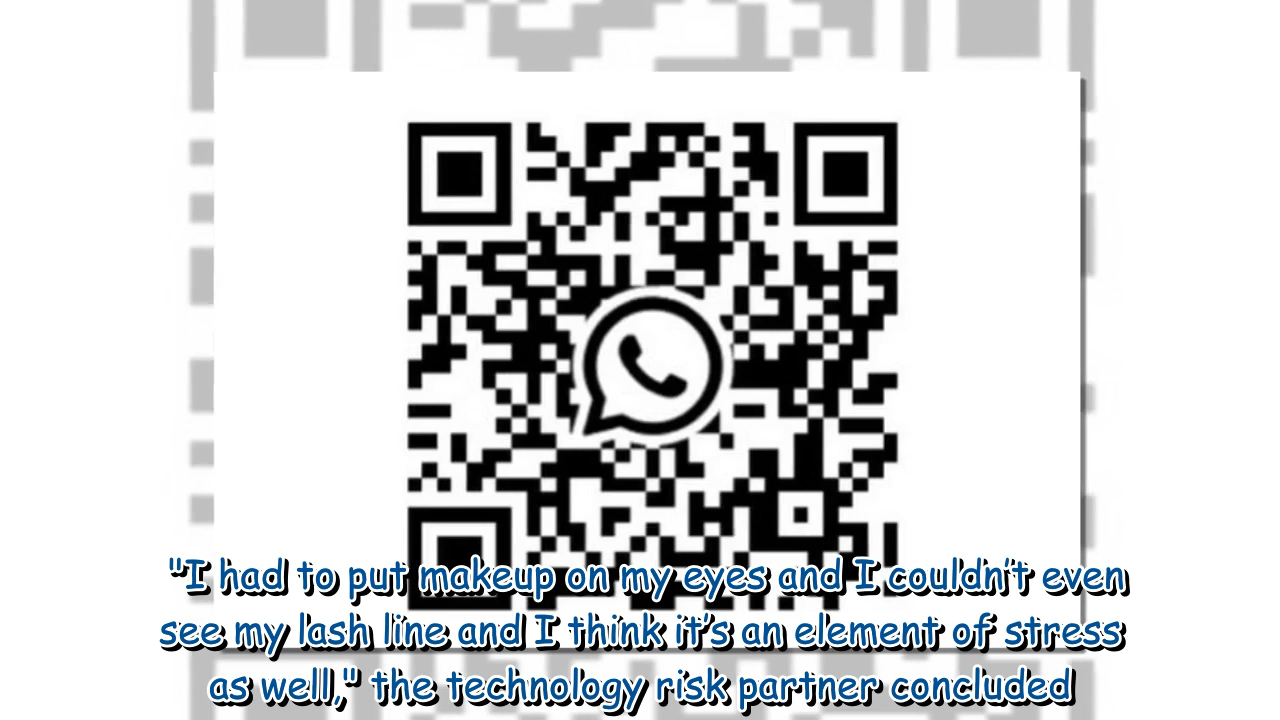 "I had to put makeup on my eyes and I couldn't even
see my lash line and I think it's an element of stress
as well," the technology risk partner concluded